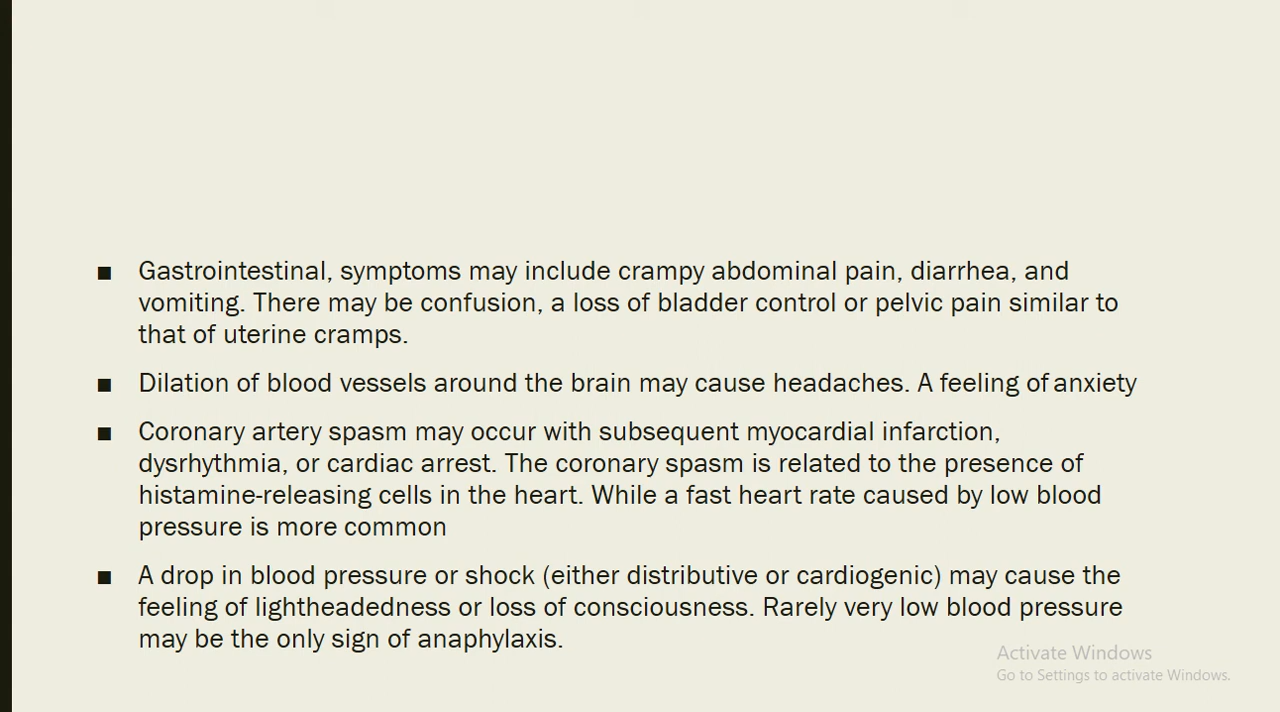 ■ Gastrointestinal, symptoms may include crampy abdominal pain, diarrhea, and
vomiting. There may be confusion, a loss of bladder control or pelvic pain similar to
that of uterine cramps.
■ Dilation of blood vessels around the brain may cause headaches. A feeling of anxiety
■ Coronary artery spasm may occur with subsequent myocardial infarction,
dysrhythmia, or cardiac arrest. The coronary spasm is related to the presence of
histamine-releasing cells in the heart. While a fast heart rate caused by low blood
pressure is more common
■ A drop in blood pressure or shock (either distributive or cardiogenic) may cause the
feeling of lightheadedness or loss of consciousness. Rarely very low blood pressure
may be the only sign of anaphylaxis.
Activate Windows
Go to Settings to activate Windows.